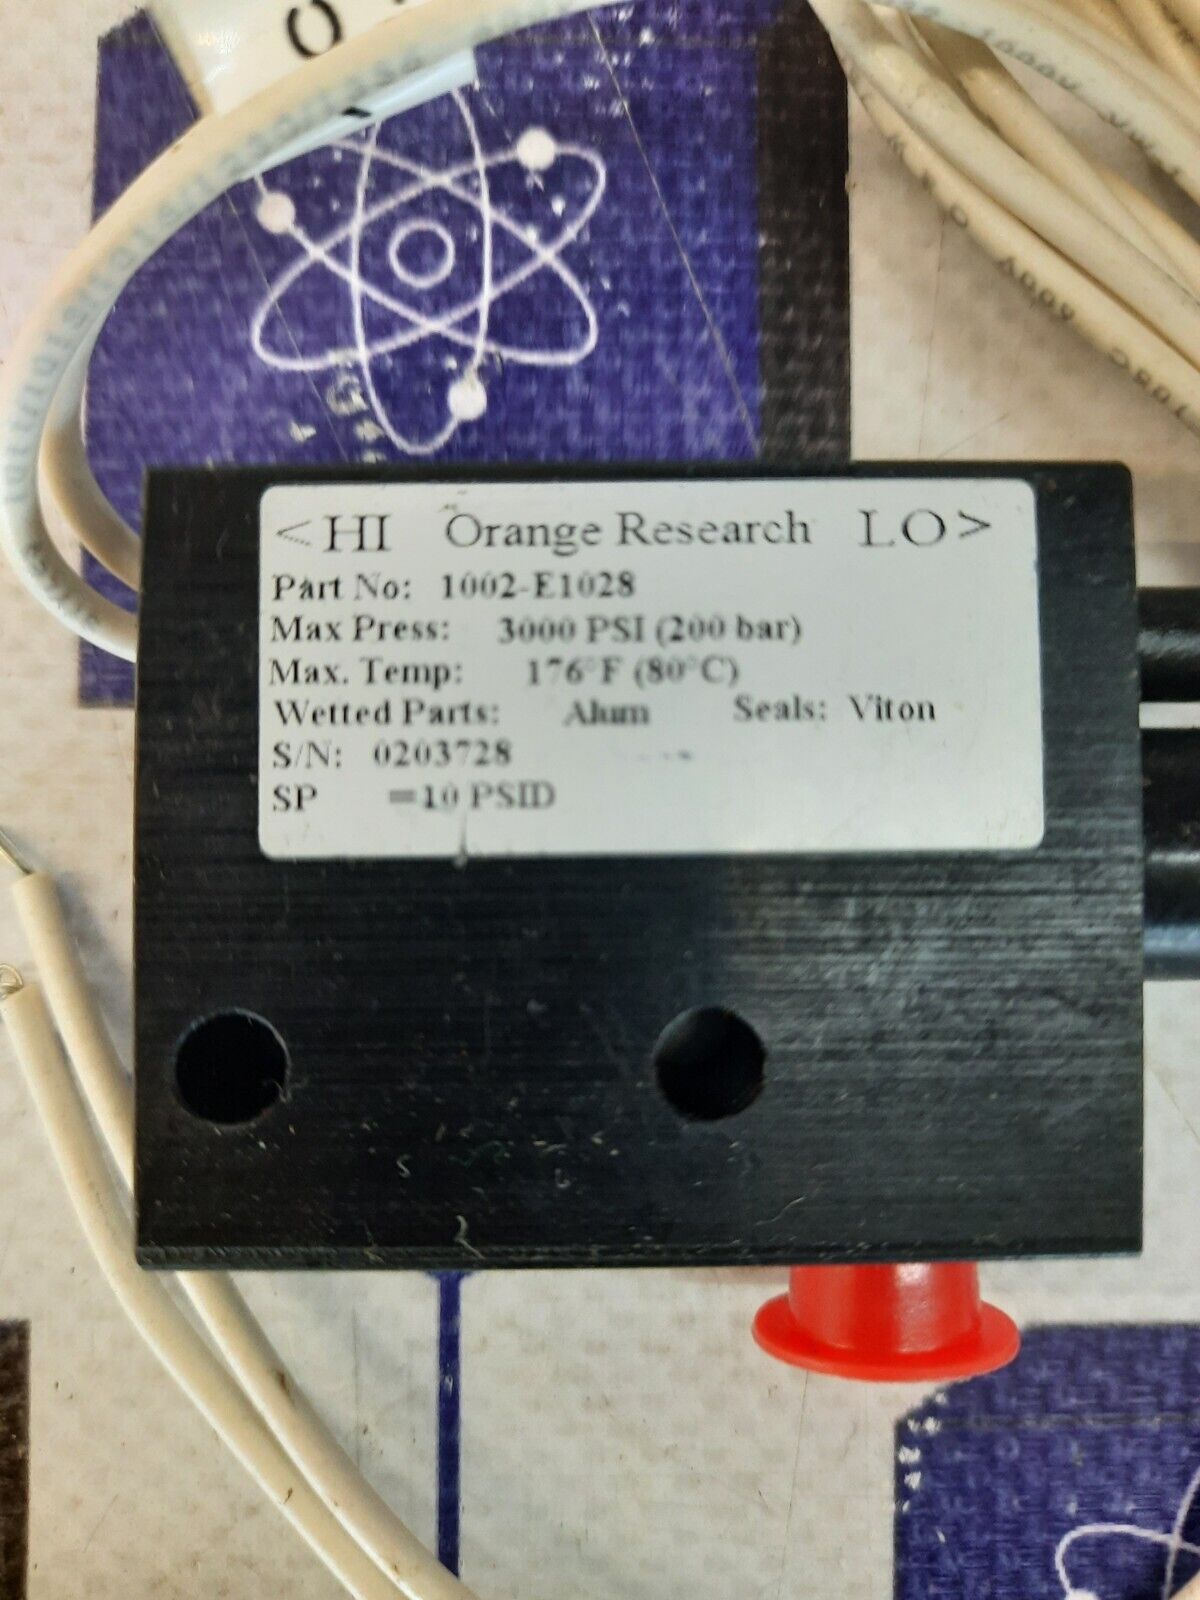 <HI Orange Research LO>
Part No: 1002-E1028
Max Press: 3000 PSI (200 bar)
Max. Temp: 176°F (80°C)
Wetted Parts: Alum Seals: Viton
S/N: 0203728
SP =10 PSID